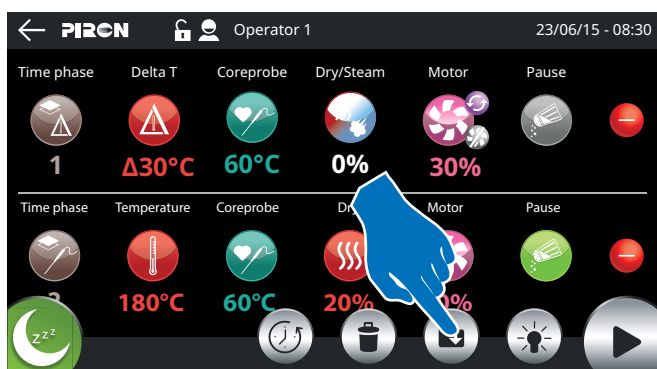 PIRON Operator 1 23/06/15 - 08:30
Time phase Delta T Coreprobe Dry/Steam Motor Pause
1 Δ30°C 60°C 0% 30%
Time phase Temperature Coreprobe Motor Pause
180°C 60°C 20%
zzz